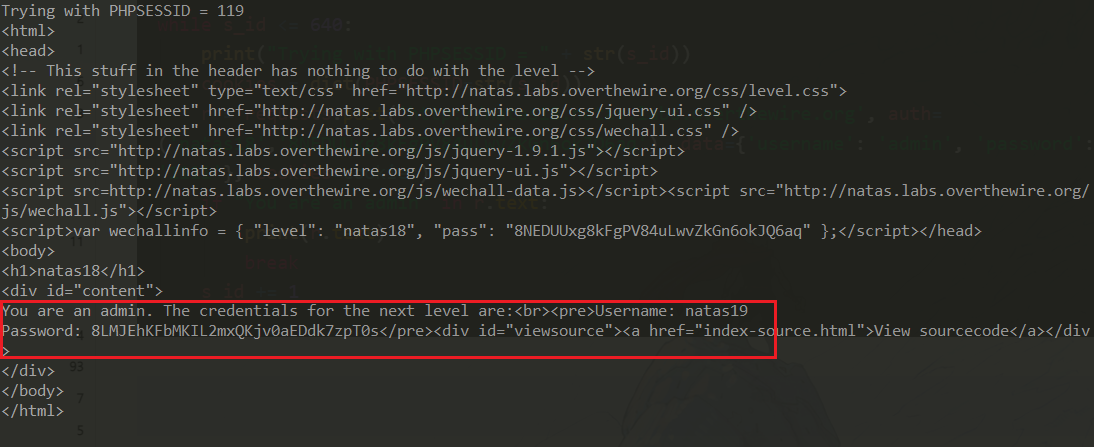 Trying with PHPSESSID = 119
<html>
<head>
<!-- This stuff in the header has nothing to do with the level -->
<link rel="stylesheet" type="text/css" href="http://natas.labs.overthewire.org/css/level.css">
<link rel="stylesheet" href="http://natas.labs.overthewire.org/css/jquery-ui.css" />
<link rel="stylesheet" href="http://natas.labs.overthewire.org/css/wechall.css" />
<script src="http://natas.labs.overthewire.org/js/jquery-1.9.1.js"></script>
<script src="http://natas.labs.overthewire.org/js/jquery-ui.js"></script>
<script src=http://natas.labs.overthewire.org/js/wechall-data.js></script><script src="http://natas.labs.overthewire.org/
js/wechall.js"></script>
<script>var wechallinfo = { "level": "natas18", "pass": "8NEDUUxg8kFgPV84uLwvZkGn6okJQ6aq" };</script></head>
<body>
<h1>natas18</h1>
<div id="content">
You are an admin. The credentials for the next level are:<br><pre>Username: natas19
Password: 8LMJEhKFbMKIL2mxQKjv0aEDdk7zpT0s</pre><div id="viewsource"><a href="index-source.html">View sourcecode</a></div
>
</div>
</body>
</html>